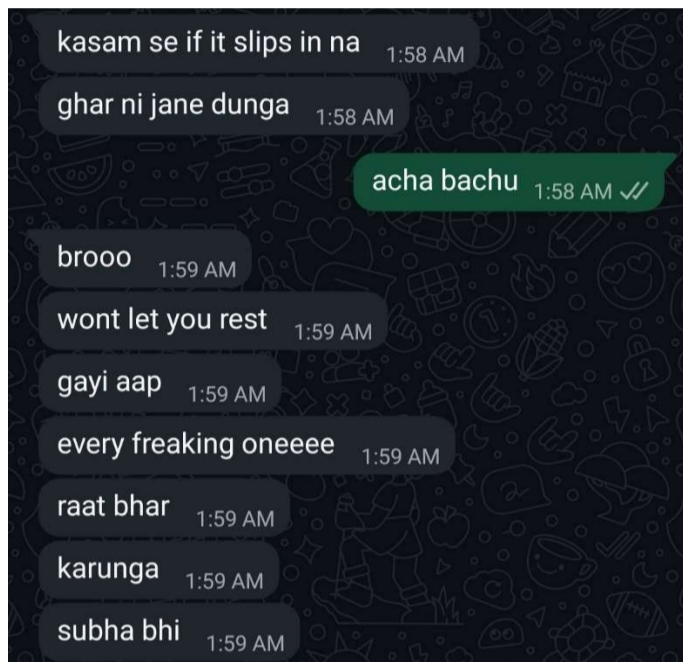 kasam se if it slips in na 1:58 AM
ghar ni jane dunga 1:58 AM
acha bachu 1:58 AM
brooo 1:59 AM
wont let you rest 1:59 AM
gayi aap 1:59 AM
every freaking oneeee 1:59 AM
raat bhar 1:59 AM
karunga 1:59 AM
subha bhi 1:59 AM